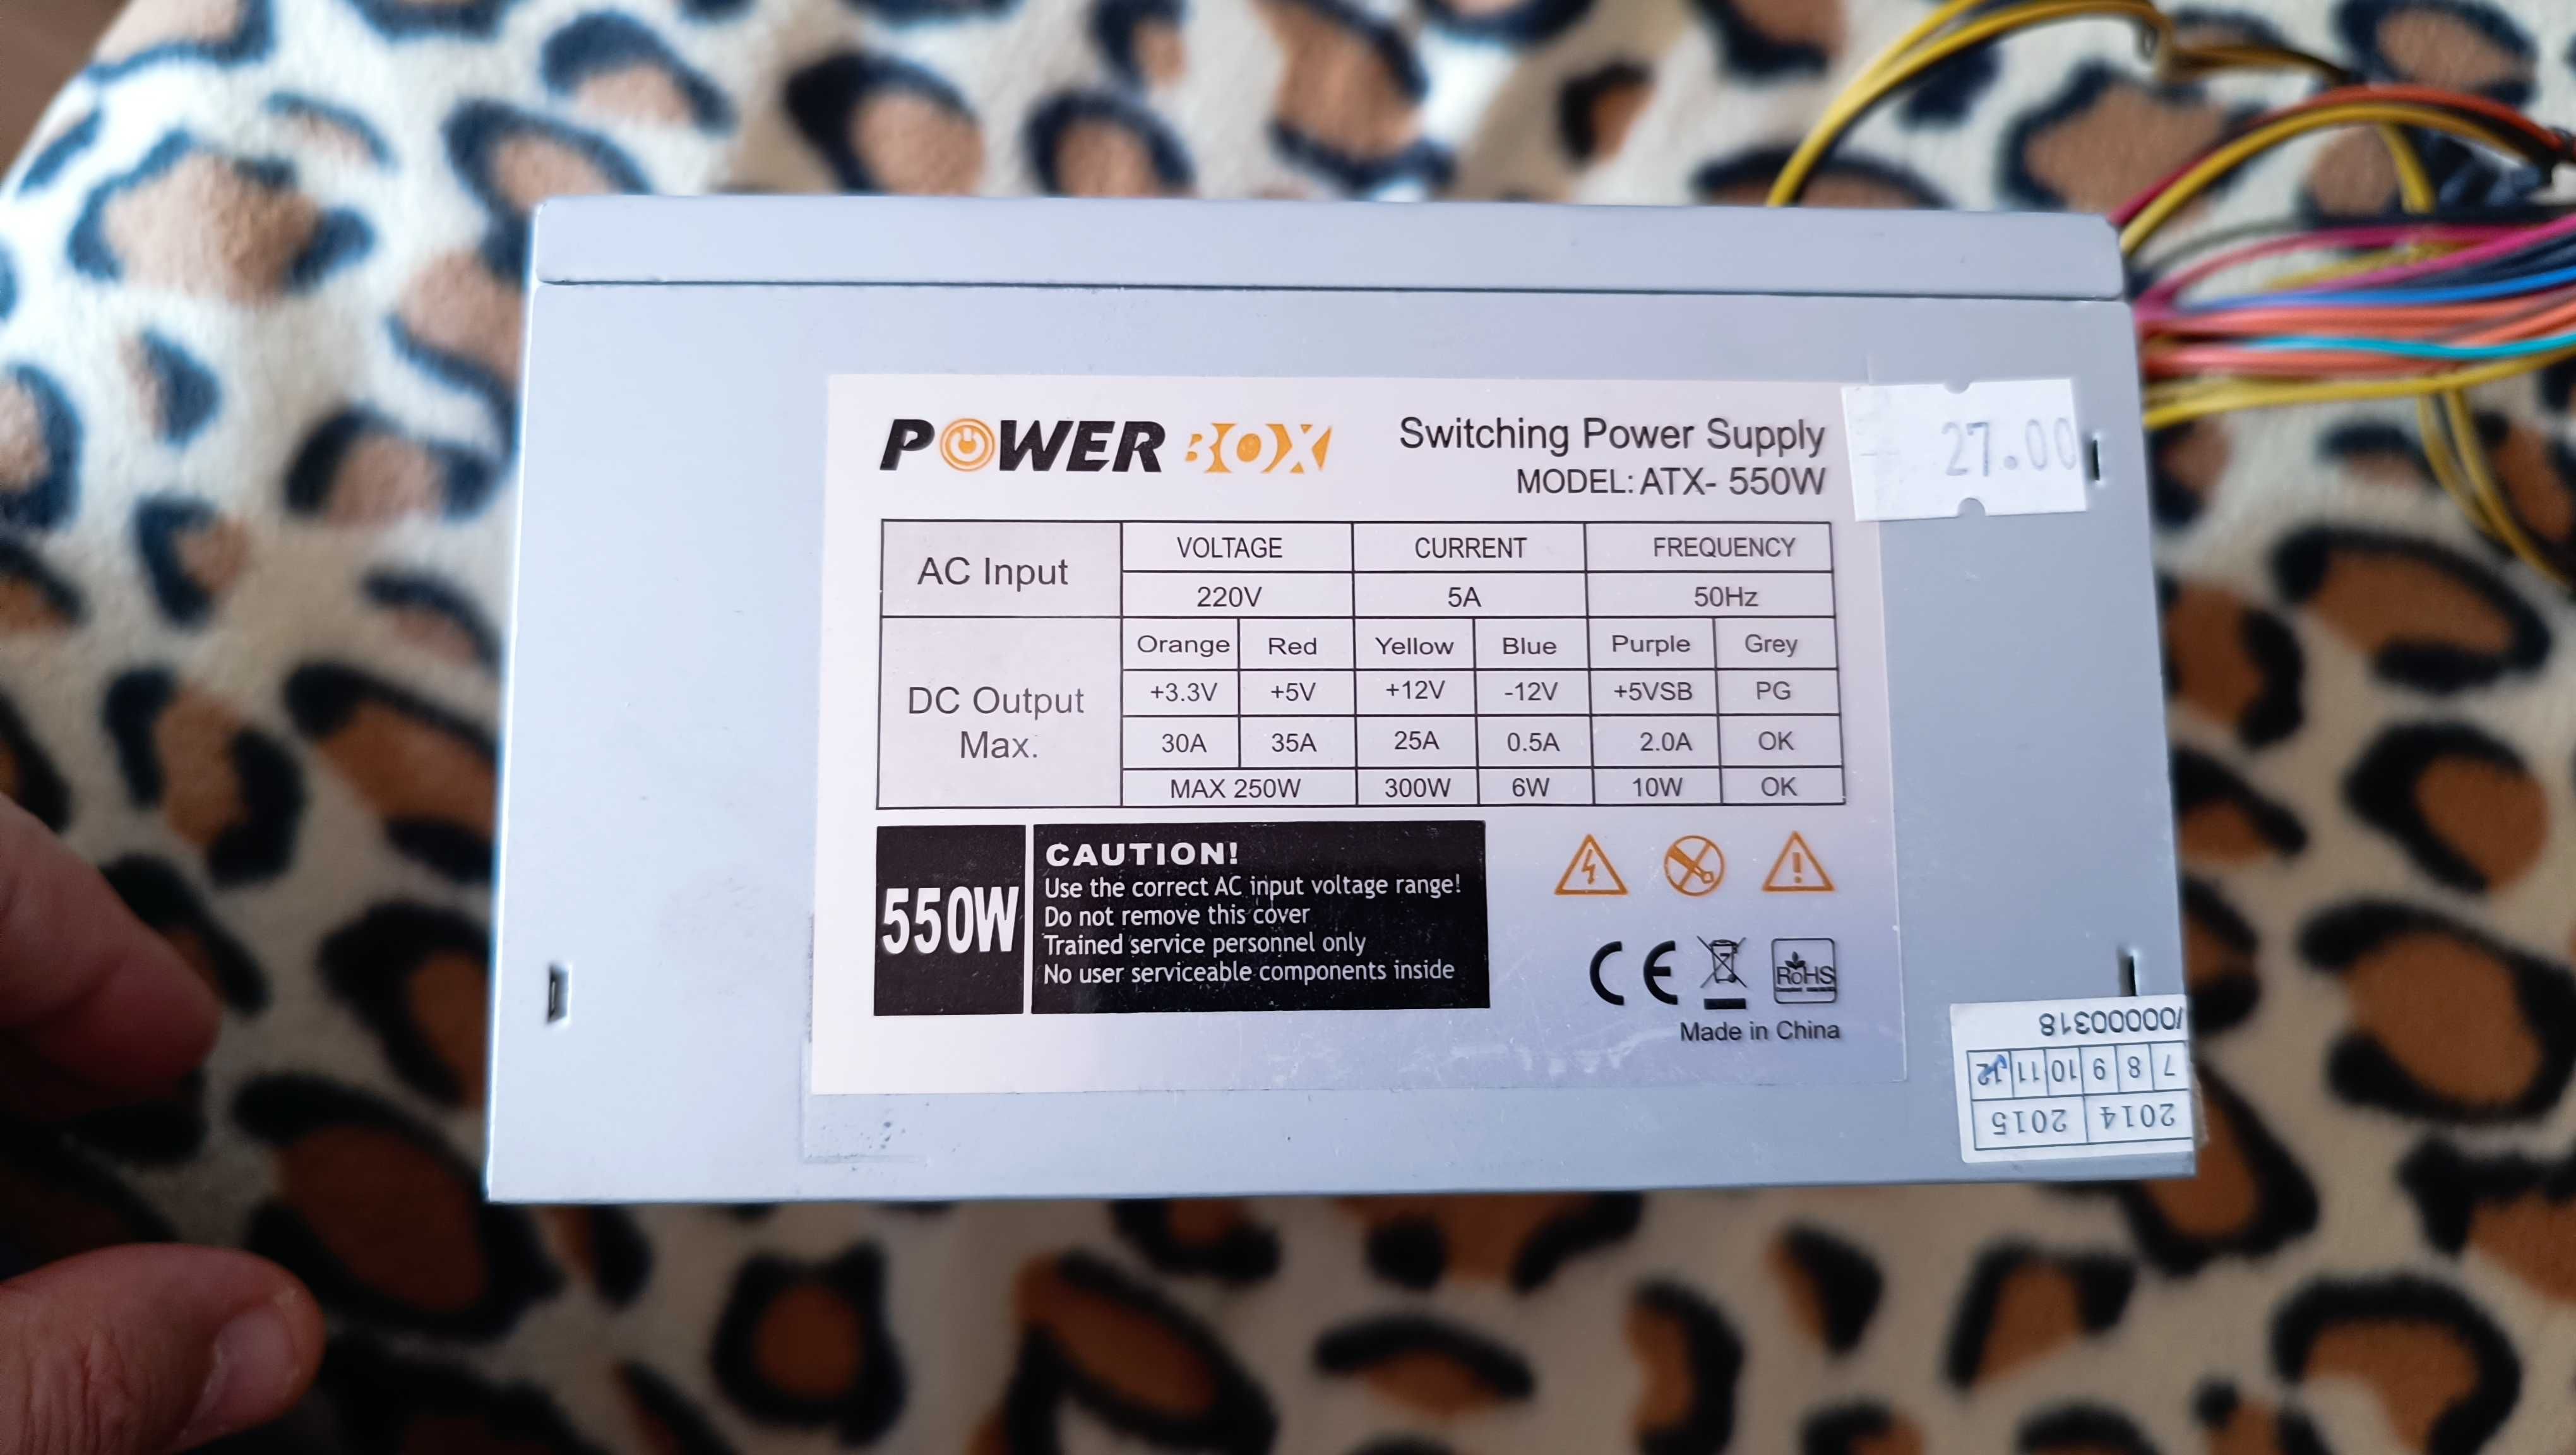 POWER BOX
Switching Power Supply
MODEL: ATX- 550W
27.00
AC Input
VOLTAGE CURRENT FREQUENCY
220V 5A 50Hz
DC Output
Max.
Orange Red Yellow Blue Purple Grey
+3.3V +5V +12V -12V +5VSB PG
30A 35A 25A 0.5A 2.0A OK
MAX 250W 300W 6W 10W OK
550W
CAUTION!
Use the correct AC input voltage range!
Do not remove this cover
Trained service personnel only
No user serviceable components inside
CE
RoHS
Made in China
2014 2015
7 8 9 10 11 12
/00000318